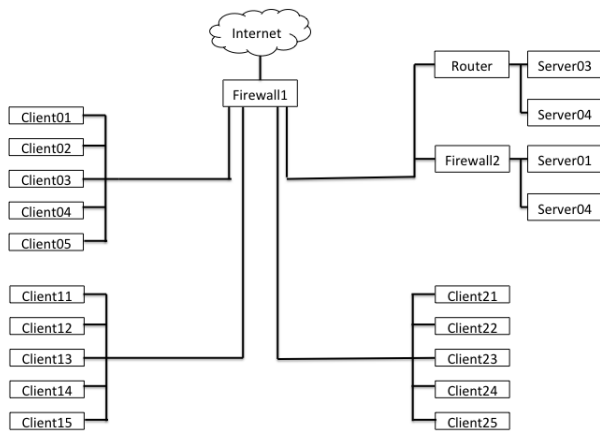 Internet
Firewall1
Router
Server03
Server04
Firewall2
Server01
Server04
Client01
Client02
Client03
Client04
Client05
Client11
Client12
Client13
Client14
Client15
Client21
Client22
Client23
Client24
Client25